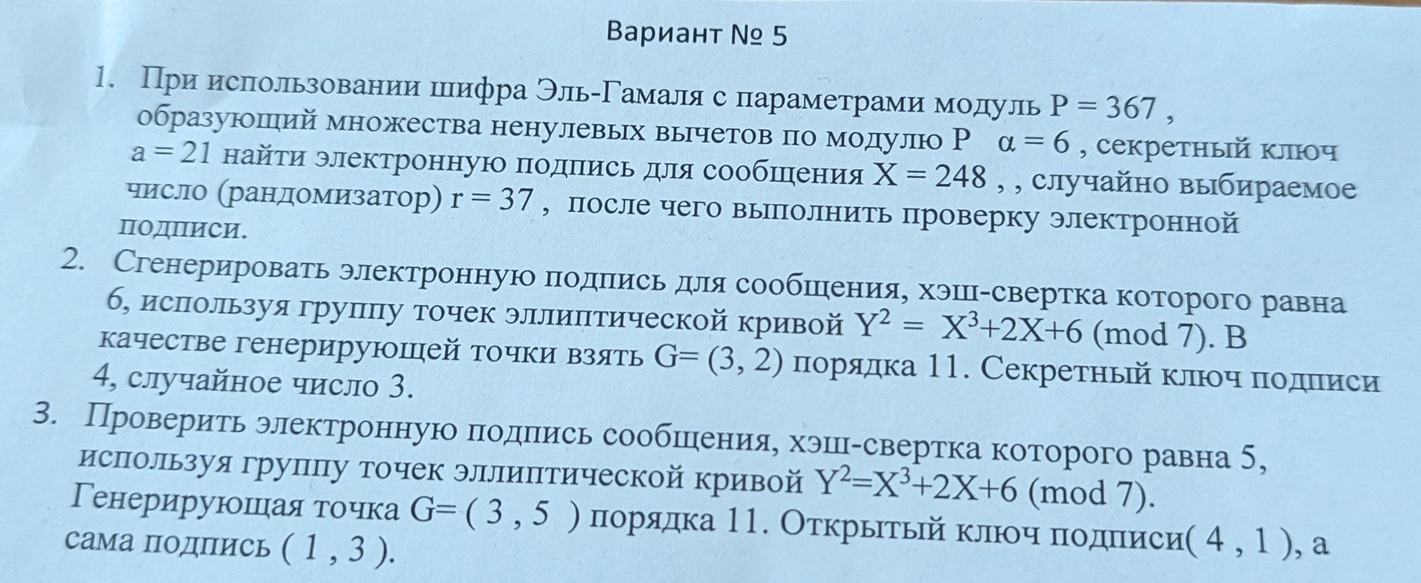 Вариант № 5
1. При использовании шифра Эль-Гамаля с параметрами модуль P = 367 ,
образующий множества ненулевых вычетов по модулю P α = 6 , секретный ключ
a = 21 найти электронную подпись для сообщения X = 248 , , случайно выбираемое
число (рандомизатор) r = 37 , после чего выполнить проверку электронной
подписи.
2. Сгенерировать электронную подпись для сообщения, хэш-свертка которого равна
6, используя группу точек эллиптической кривой Y² = X³+2X+6 (mod 7). В
качестве генерирующей точки взять G= (3, 2) порядка 11. Секретный ключ подписи
4, случайное число 3.
3. Проверить электронную подпись сообщения, хэш-свертка которого равна 5,
используя группу точек эллиптической кривой Y²=X³+2X+6 (mod 7).
Генерирующая точка G= ( 3 , 5 ) порядка 11. Открытый ключ подписи( 4 , 1 ), а
сама подпись ( 1 , 3 ).